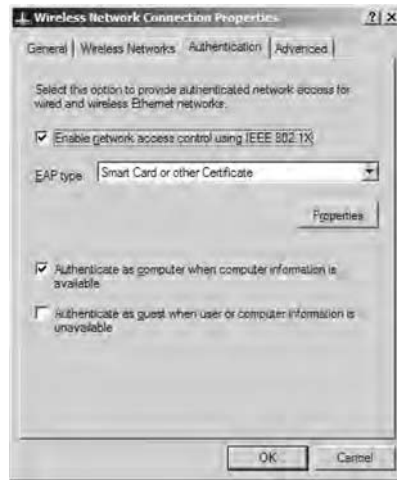 Wireless Network Connection Properties
General
Wireless Networks
Authentication
Advanced
Select this option to provide authenticated network access for
wired and wireless Ethernet networks.
Enable network access control using IEEE 802.1X
EAP type:
Smart Card or other Certificate
Properties
Authenticate as computer when computer information is
available
Authenticate as guest when user or computer information is
unavailable
OK
Cancel